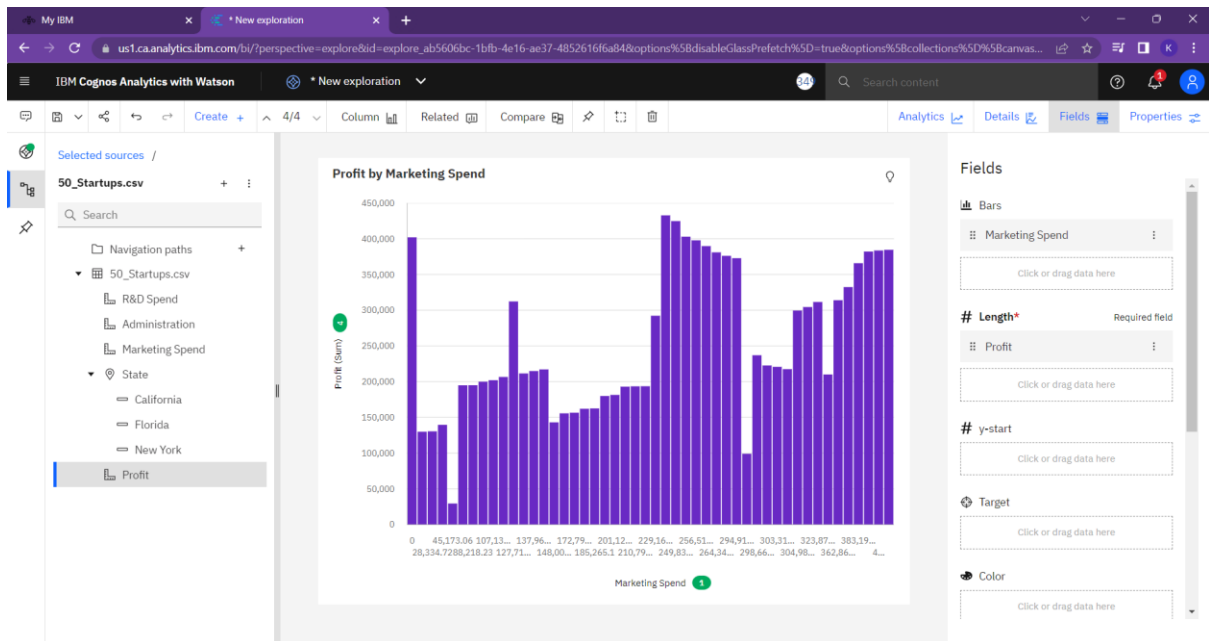 My IBM
* New exploration
us1.ca.analytics.ibm.com/bi/?perspective=explore&id=explore_ab5606bc-1bfb-4e16-ae37-4852616f6a84&options%5BdisableGlassPrefetch%5D=true&options%5Bcollections%5D%5Bcanvas...
K
IBM Cognos Analytics with Watson
* New exploration
349
Search content
Create +
4/4
Column
Related
Compare
Analytics
Details
Fields
Properties
Selected sources /
50_Startups.csv
Search
Navigation paths
50_Startups.csv
R&D Spend
Administration
Marketing Spend
State
California
Florida
New York
Profit
Profit by Marketing Spend
450,000
400,000
350,000
300,000
250,000
200,000
150,000
100,000
50,000
0
Profit (Sum) 4
0 45,173.06 107,13... 137,96... 172,79... 201,12... 229,16... 256,51... 294,91... 303,31... 323,87... 383,19...
28,334.72 88,218.23 127,71... 148,00... 185,265.1 210,79... 249,83... 264,34... 298,66... 304,98... 362,86... 4...
Marketing Spend 1
Fields
Bars
Marketing Spend
Click or drag data here
# Length* Required field
Profit
Click or drag data here
# y-start
Click or drag data here
Target
Click or drag data here
Color
Click or drag data here